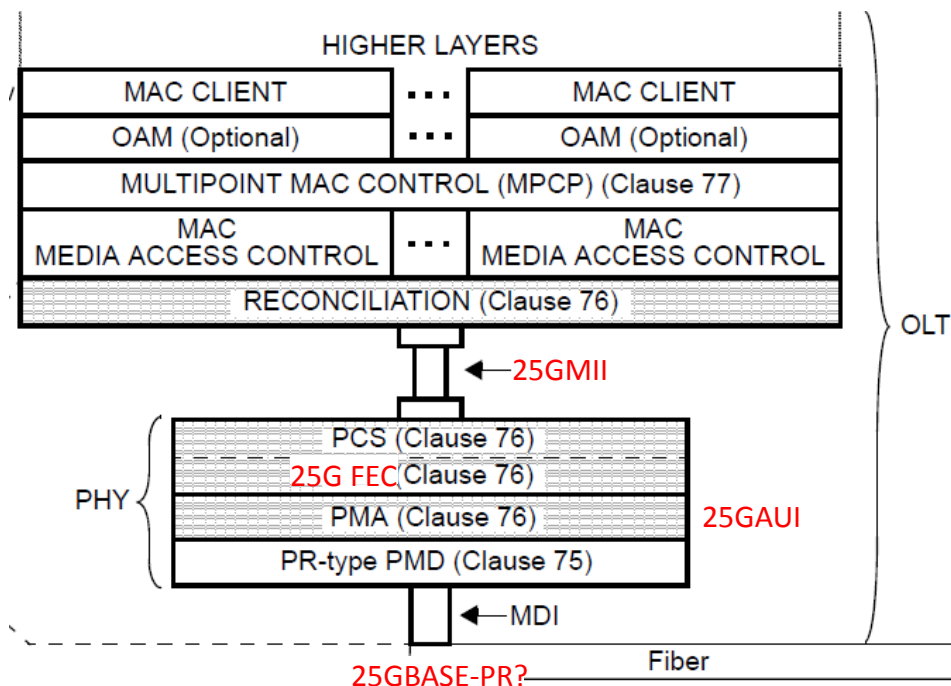 HIGHER LAYERS
MAC CLIENT ... MAC CLIENT
OAM (Optional) ... OAM (Optional)
MULTIPOINT MAC CONTROL (MPCP) (Clause 77)
MAC MAC
MEDIA ACCESS CONTROL ... MEDIA ACCESS CONTROL
RECONCILIATION (Clause 76)
OLT
25GMII
PCS (Clause 76)
25G FEC (Clause 76)
PHY
PMA (Clause 76)
25GAUI
PR-type PMD (Clause 75)
MDI
Fiber
25GBASE-PR?